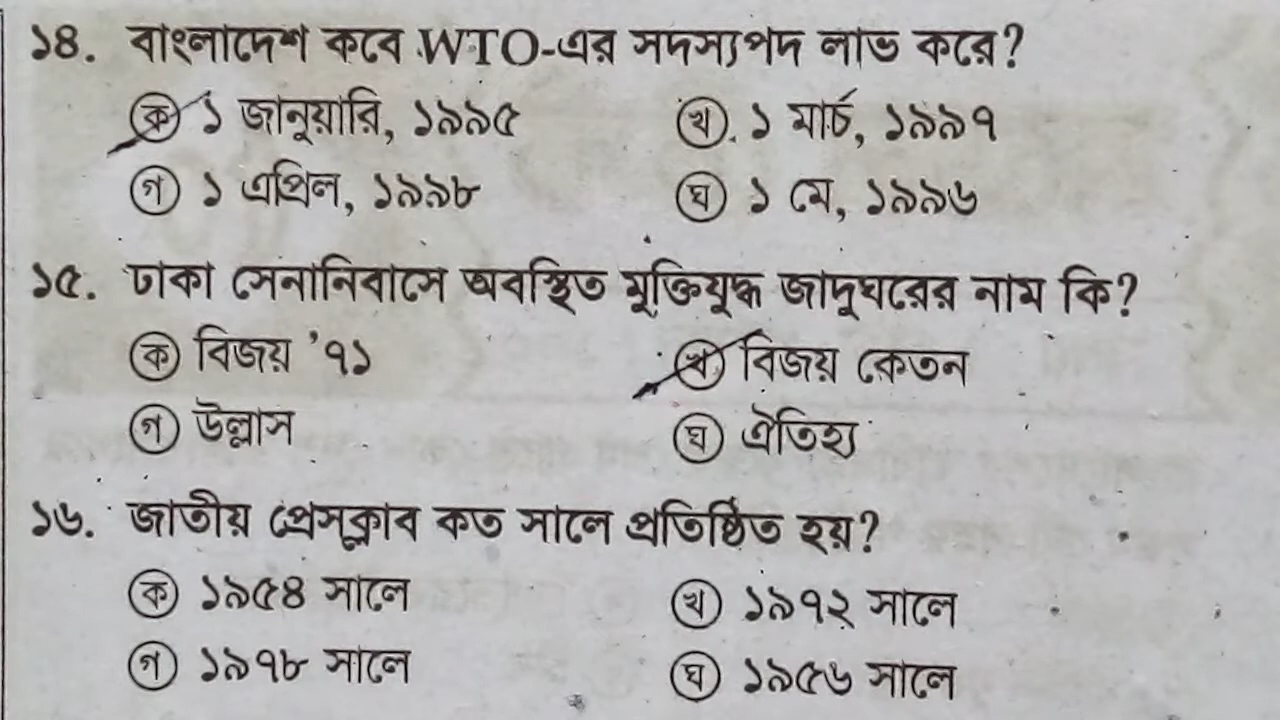 ১৪. বাংলাদেশ কবে WTO-এর সদস্যপদ লাভ করে?
ক ১ জানুয়ারি, ১৯৯৫ খ ১ মার্চ, ১৯৯৭
গ ১ এপ্রিল, ১৯৯৮ ঘ ১ মে, ১৯৯৬
১৫. ঢাকা সেনানিবাসে অবস্থিত মুক্তিযুদ্ধ জাদুঘরের নাম কি?
ক বিজয় '৭১ খ বিজয় কেতন
গ উল্লাস ঘ ঐতিহ্য
১৬. জাতীয় প্রেসক্লাব কত সালে প্রতিষ্ঠিত হয়?
ক ১৯৫৪ সালে খ ১৯৭২ সালে
গ ১৯৭৮ সালে ঘ ১৯৫৬ সালে